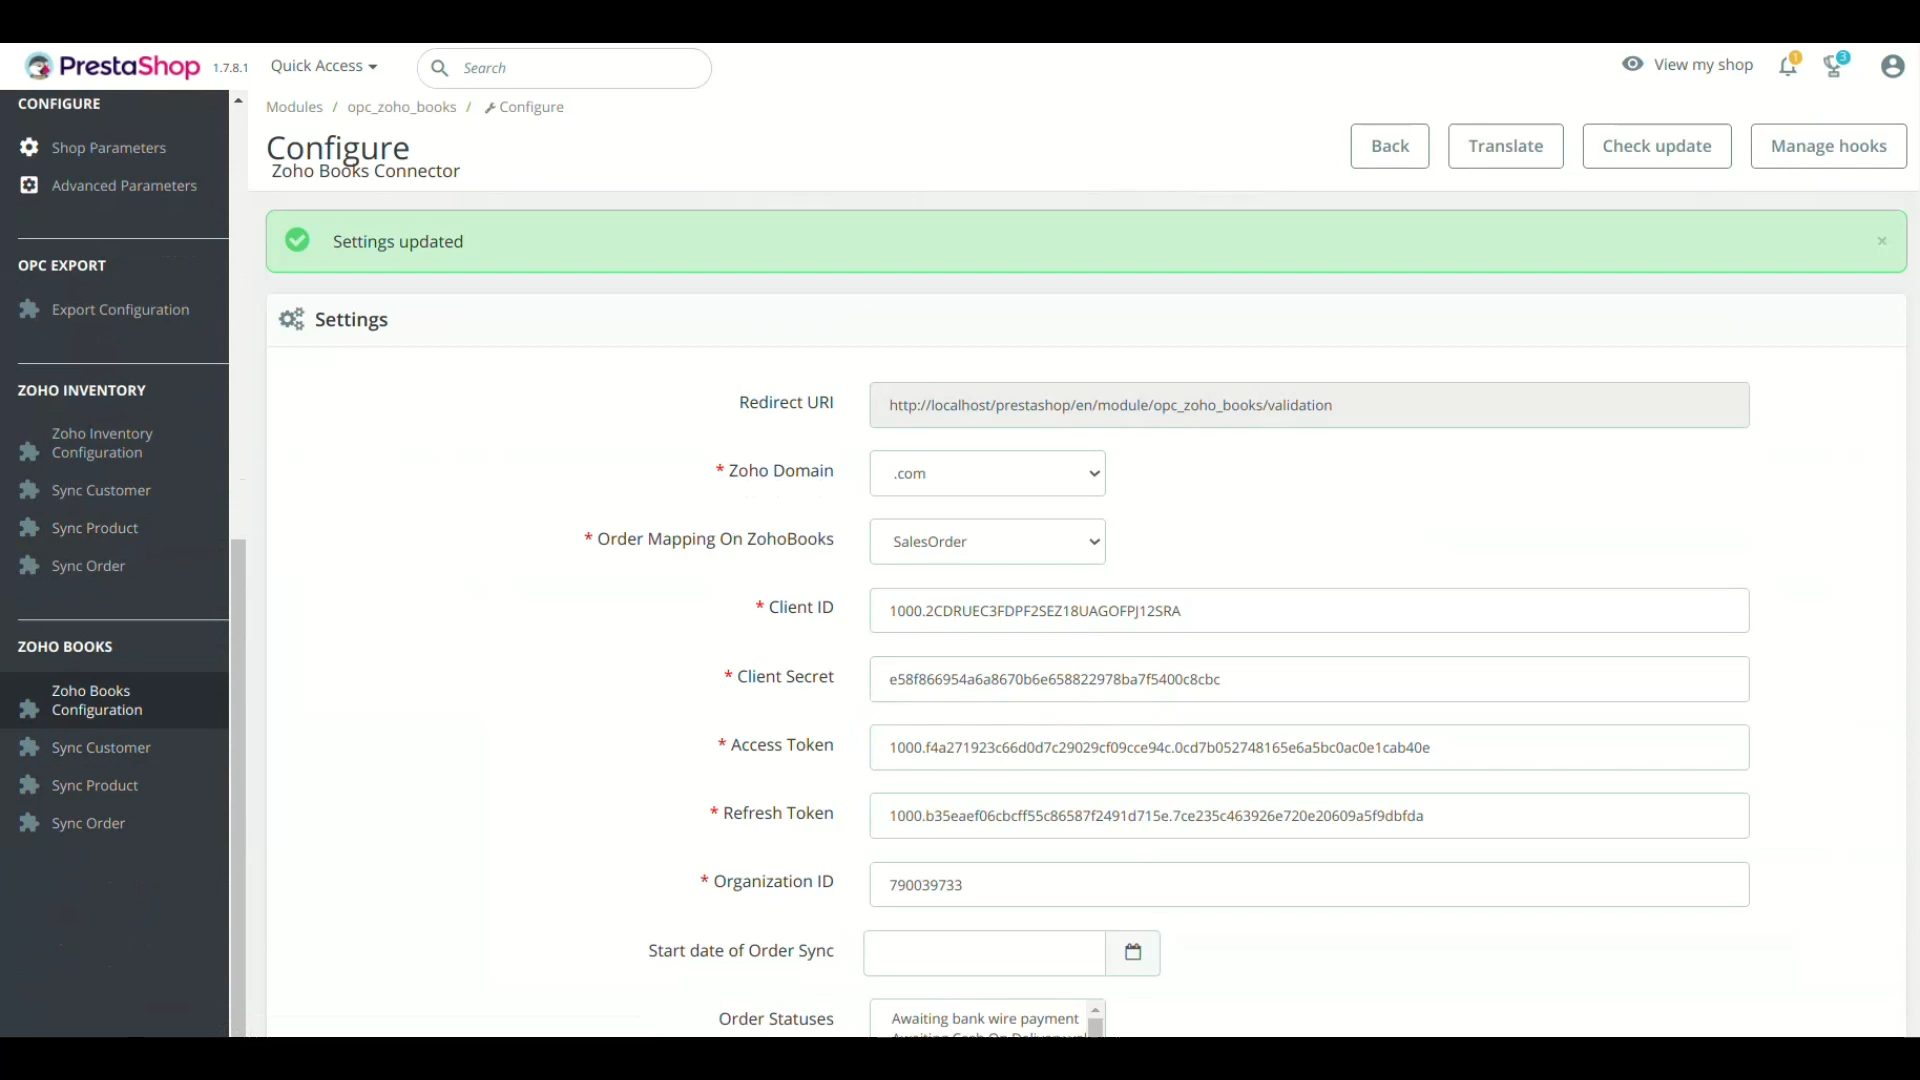 PrestaShop 1.7.8.1 Quick Access Search View my shop 1 3
CONFIGURE
Shop Parameters
Advanced Parameters
OPC EXPORT
Export Configuration
ZOHO INVENTORY
Zoho Inventory
Configuration
Sync Customer
Sync Product
Sync Order
ZOHO BOOKS
Zoho Books
Configuration
Sync Customer
Sync Product
Sync Order
Modules / opc_zoho_books / Configure
Configure
Zoho Books Connector
Back Translate Check update Manage hooks
Settings updated ×
Settings
Redirect URI http://localhost/prestashop/en/module/opc_zoho_books/validation
* Zoho Domain .com
* Order Mapping On ZohoBooks SalesOrder
* Client ID 1000.2CDRUEC3FDPF2SEZ18UAGOFPJ12SRA
* Client Secret e58f866954a6a8670b6e658822978ba7f5400c8cbc
* Access Token 1000.f4a271923c66d0d7c29029cf09cce94c.0cd7b052748165e6a5bc0ac0e1cab40e
* Refresh Token 1000.b35eaef06cbcff55c86587f2491d715e.7ce235c463926e720e20609a5f9dbfda
* Organization ID 790039733
Start date of Order Sync
Order Statuses Awaiting bank wire payment